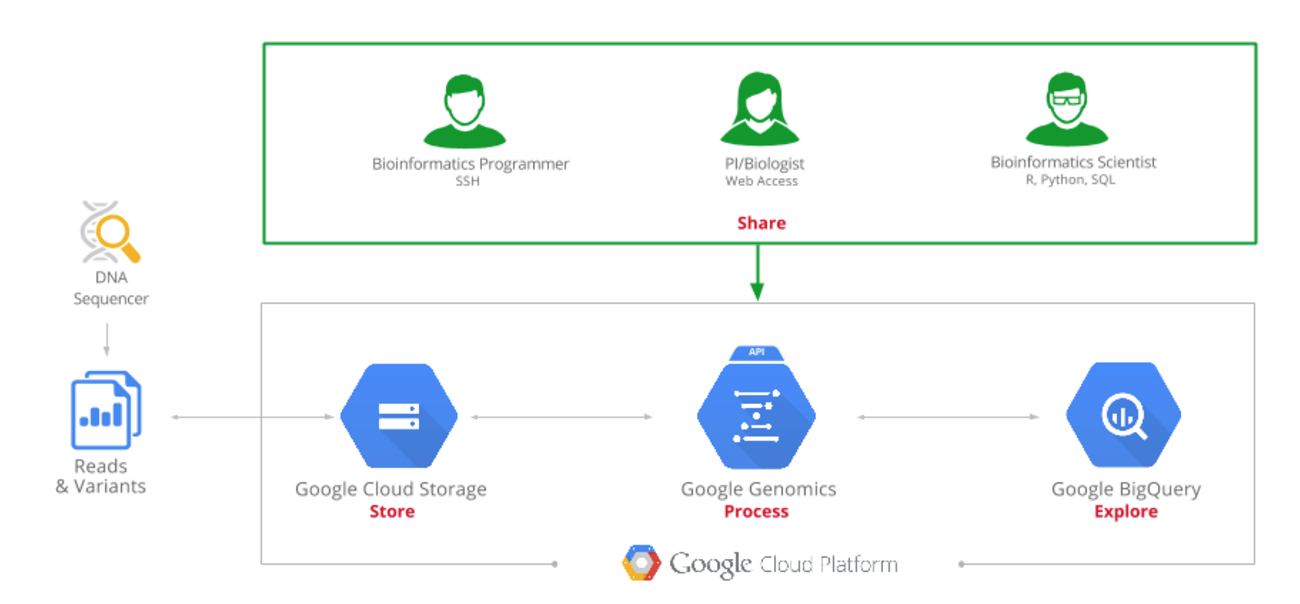 Bioinformatics Programmer
SSH
PI/Biologist
Web Access
Bioinformatics Scientist
R, Python, SQL
Share
DNA
Sequencer
API
Reads
& Variants
Google Cloud Storage
Store
Google Genomics
Process
Google BigQuery
Explore
Google Cloud Platform